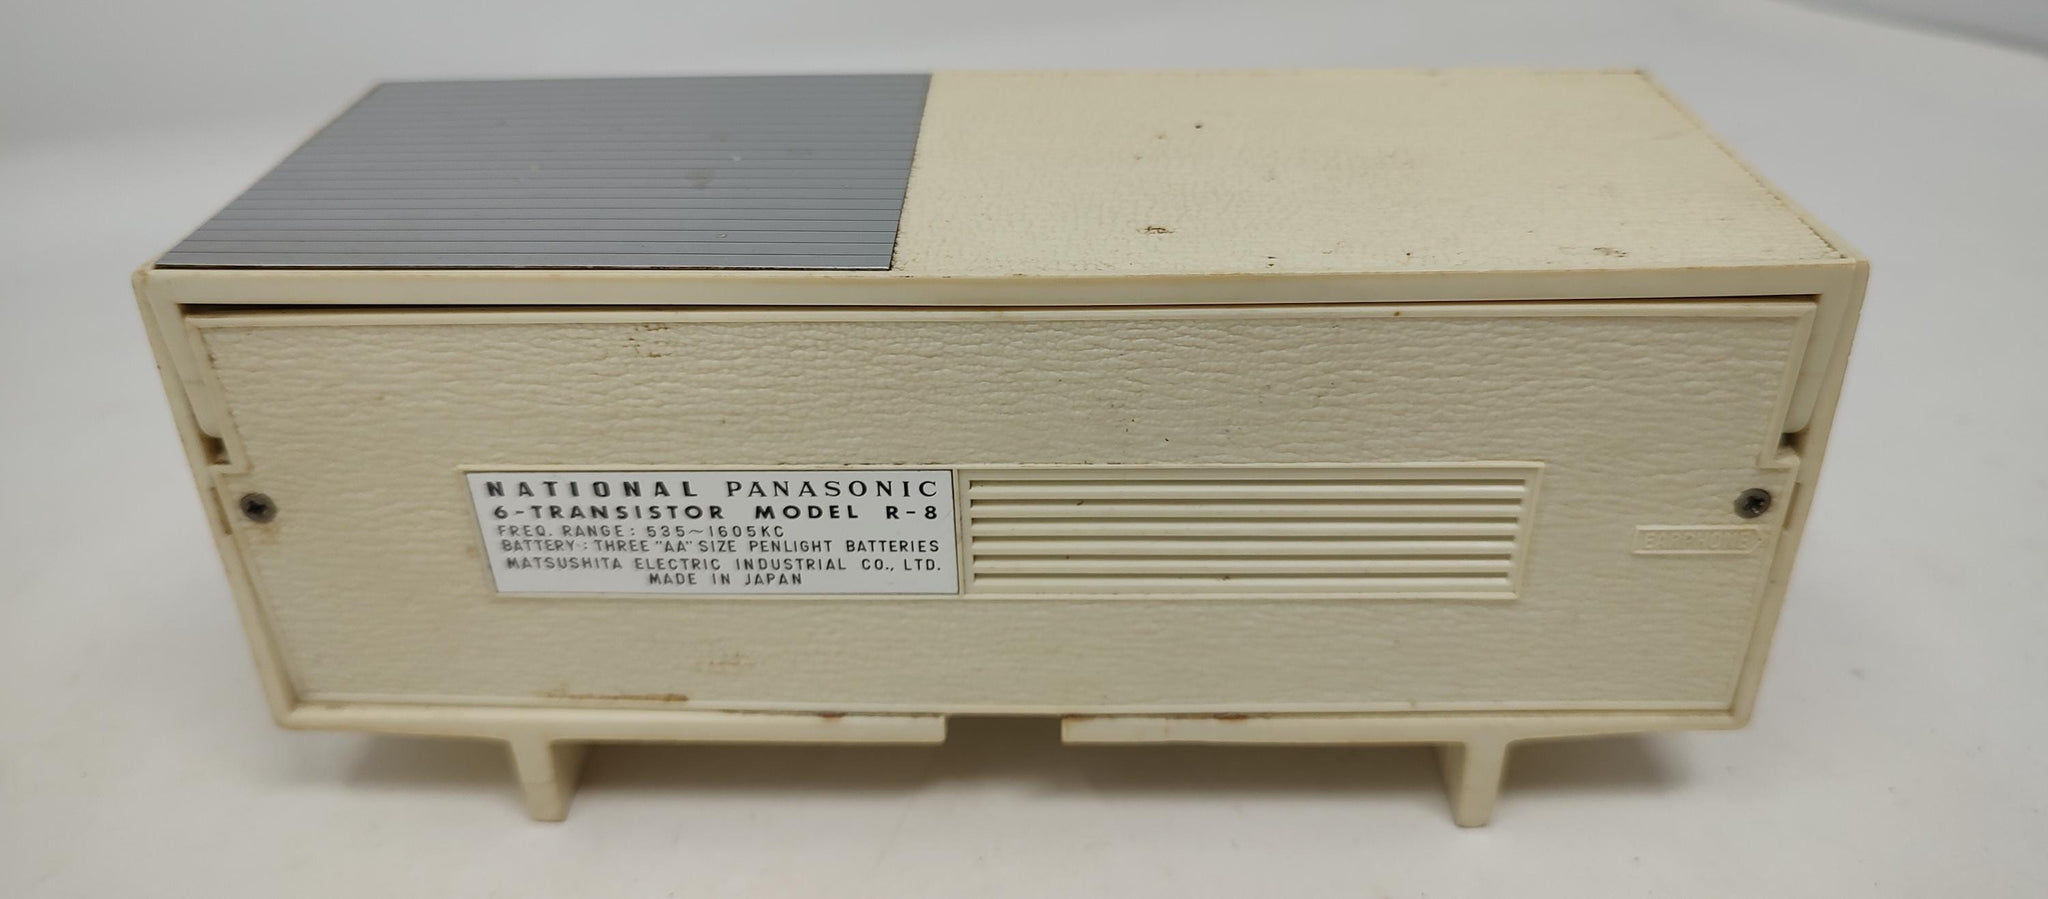 NATIONAL PANASONIC
6-TRANSISTOR MODEL R-8
FREQ. RANGE: 535~1605KC
BATTERY: THREE "AA" SIZE PENLIGHT BATTERIES
MATSUSHITA ELECTRIC INDUSTRIAL CO., LTD.
MADE IN JAPAN
EARPHONE